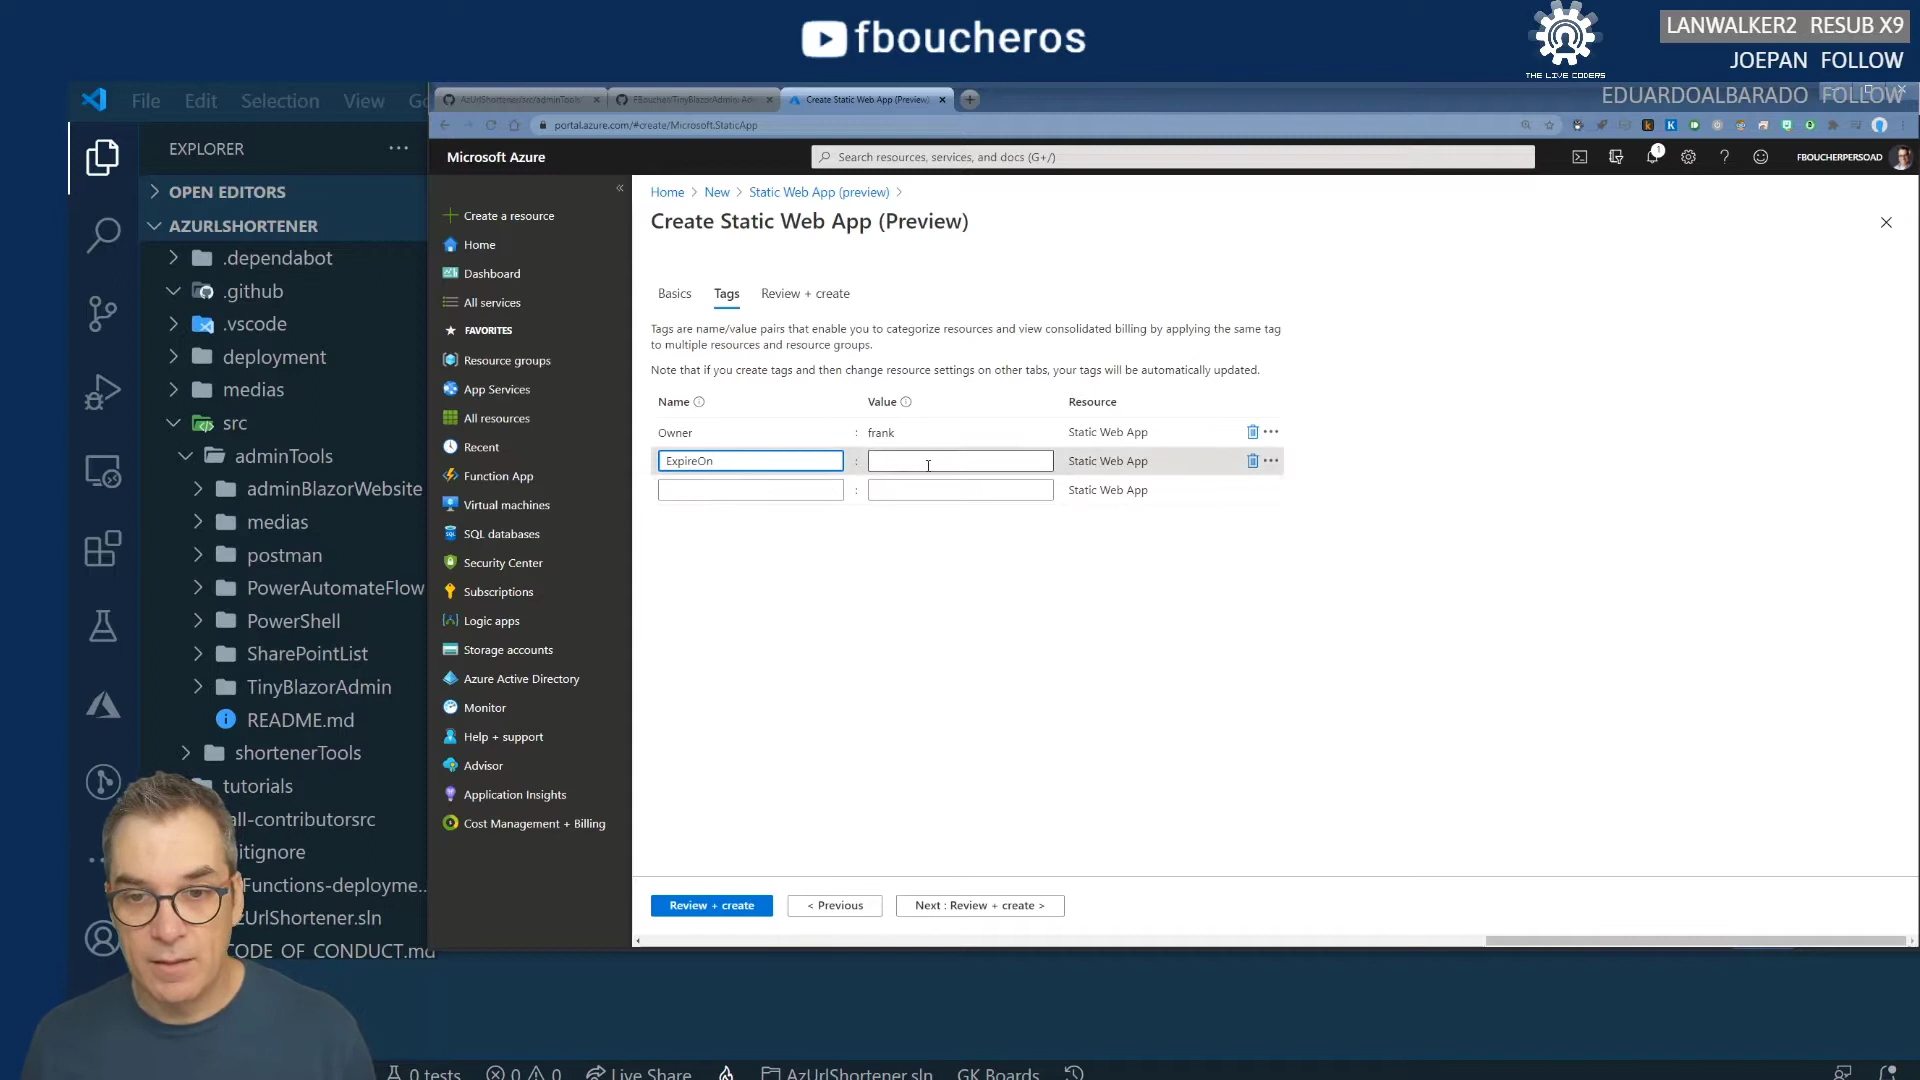 fboucheros
THE LIVE CODERS
LANWALKER2 RESUB X9
JOEPAN FOLLOW
EDUARDOALBARADO FOLLOW
File Edit Selection View
EXPLORER
OPEN EDITORS
AZURLSHORTENER
.dependabot
.github
.vscode
deployment
medias
src
adminTools
adminBlazorWebsite
medias
postman
PowerAutomateFlow
PowerShell
SharePointList
TinyBlazorAdmin
README.md
shortenerTools
tutorials
all-contributorsrc
itignore
Functions-deployme...
zUrlShortener.sln
CODE_OF_CONDUCT.md
0 tests 0 0 Live Share AzUrlShortener.sln GK Boards
AzUrlShortener/src/adminTools
FBoucher/TinyBlazorAdmin: Ad
Create Static Web App (Preview)
portal.azure.com/#create/Microsoft.StaticApp
Microsoft Azure
Search resources, services, and docs (G+/)
1
FBOUCHERPERSOAD
Create a resource
Home
Dashboard
All services
FAVORITES
Resource groups
App Services
All resources
Recent
Function App
Virtual machines
SQL databases
Security Center
Subscriptions
Logic apps
Storage accounts
Azure Active Directory
Monitor
Help + support
Advisor
Application Insights
Cost Management + Billing
Home > New > Static Web App (preview) >
Create Static Web App (Preview)
Basics Tags Review + create
Tags are name/value pairs that enable you to categorize resources and view consolidated billing by applying the same tag
to multiple resources and resource groups.
Note that if you create tags and then change resource settings on other tabs, your tags will be automatically updated.
Name Value Resource
Owner : frank Static Web App
ExpireOn : Static Web App
: Static Web App
Review + create < Previous Next : Review + create >